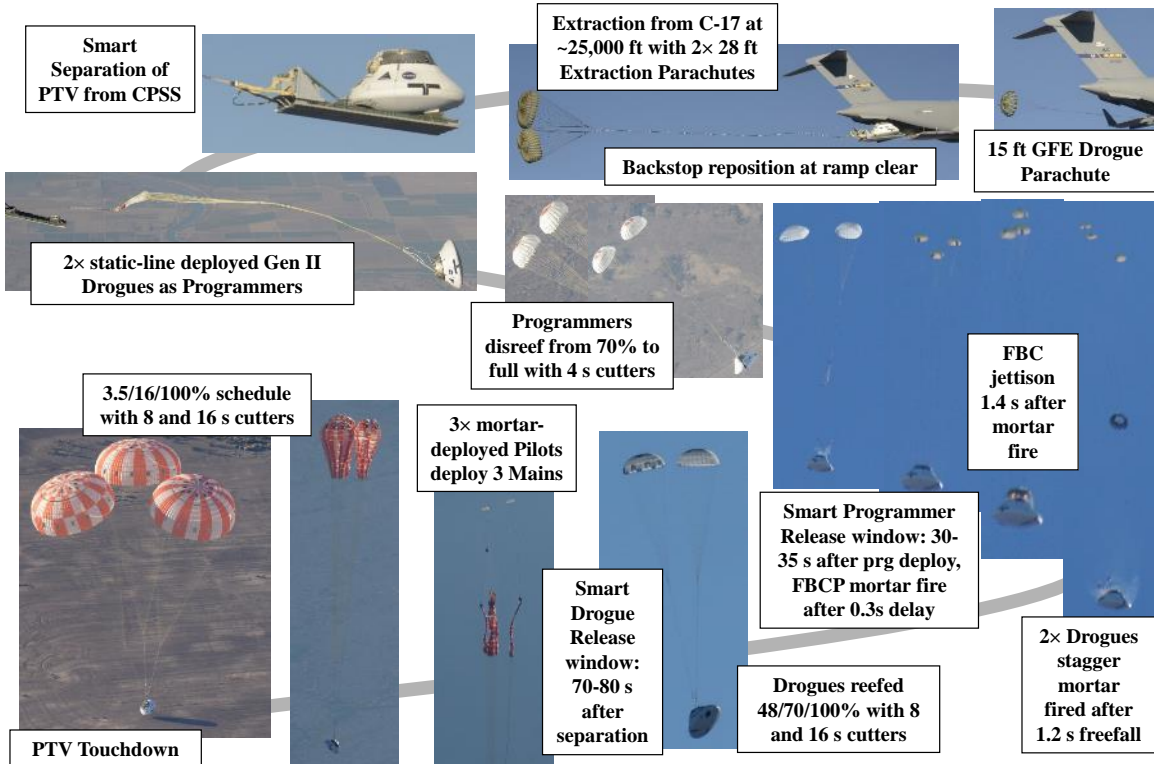 Smart
Separation of
PTV from CPSS
Extraction from C-17 at
~25,000 ft with 2× 28 ft
Extraction Parachutes
Backstop reposition at ramp clear
15 ft GFE Drogue
Parachute
2× static-line deployed Gen II
Drogues as Programmers
Programmers
disreef from 70% to
full with 4 s cutters
FBC
jettison
1.4 s after
mortar
fire
3.5/16/100% schedule
with 8 and 16 s cutters
3× mortar-
deployed Pilots
deploy 3 Mains
Smart Programmer
Release window: 30-
35 s after prg deploy,
FBCP mortar fire
after 0.3s delay
Smart
Drogue
Release
window:
70-80 s
after
separation
2× Drogues
stagger
mortar
fired after
1.2 s freefall
Drogues reefed
48/70/100% with 8
and 16 s cutters
PTV Touchdown